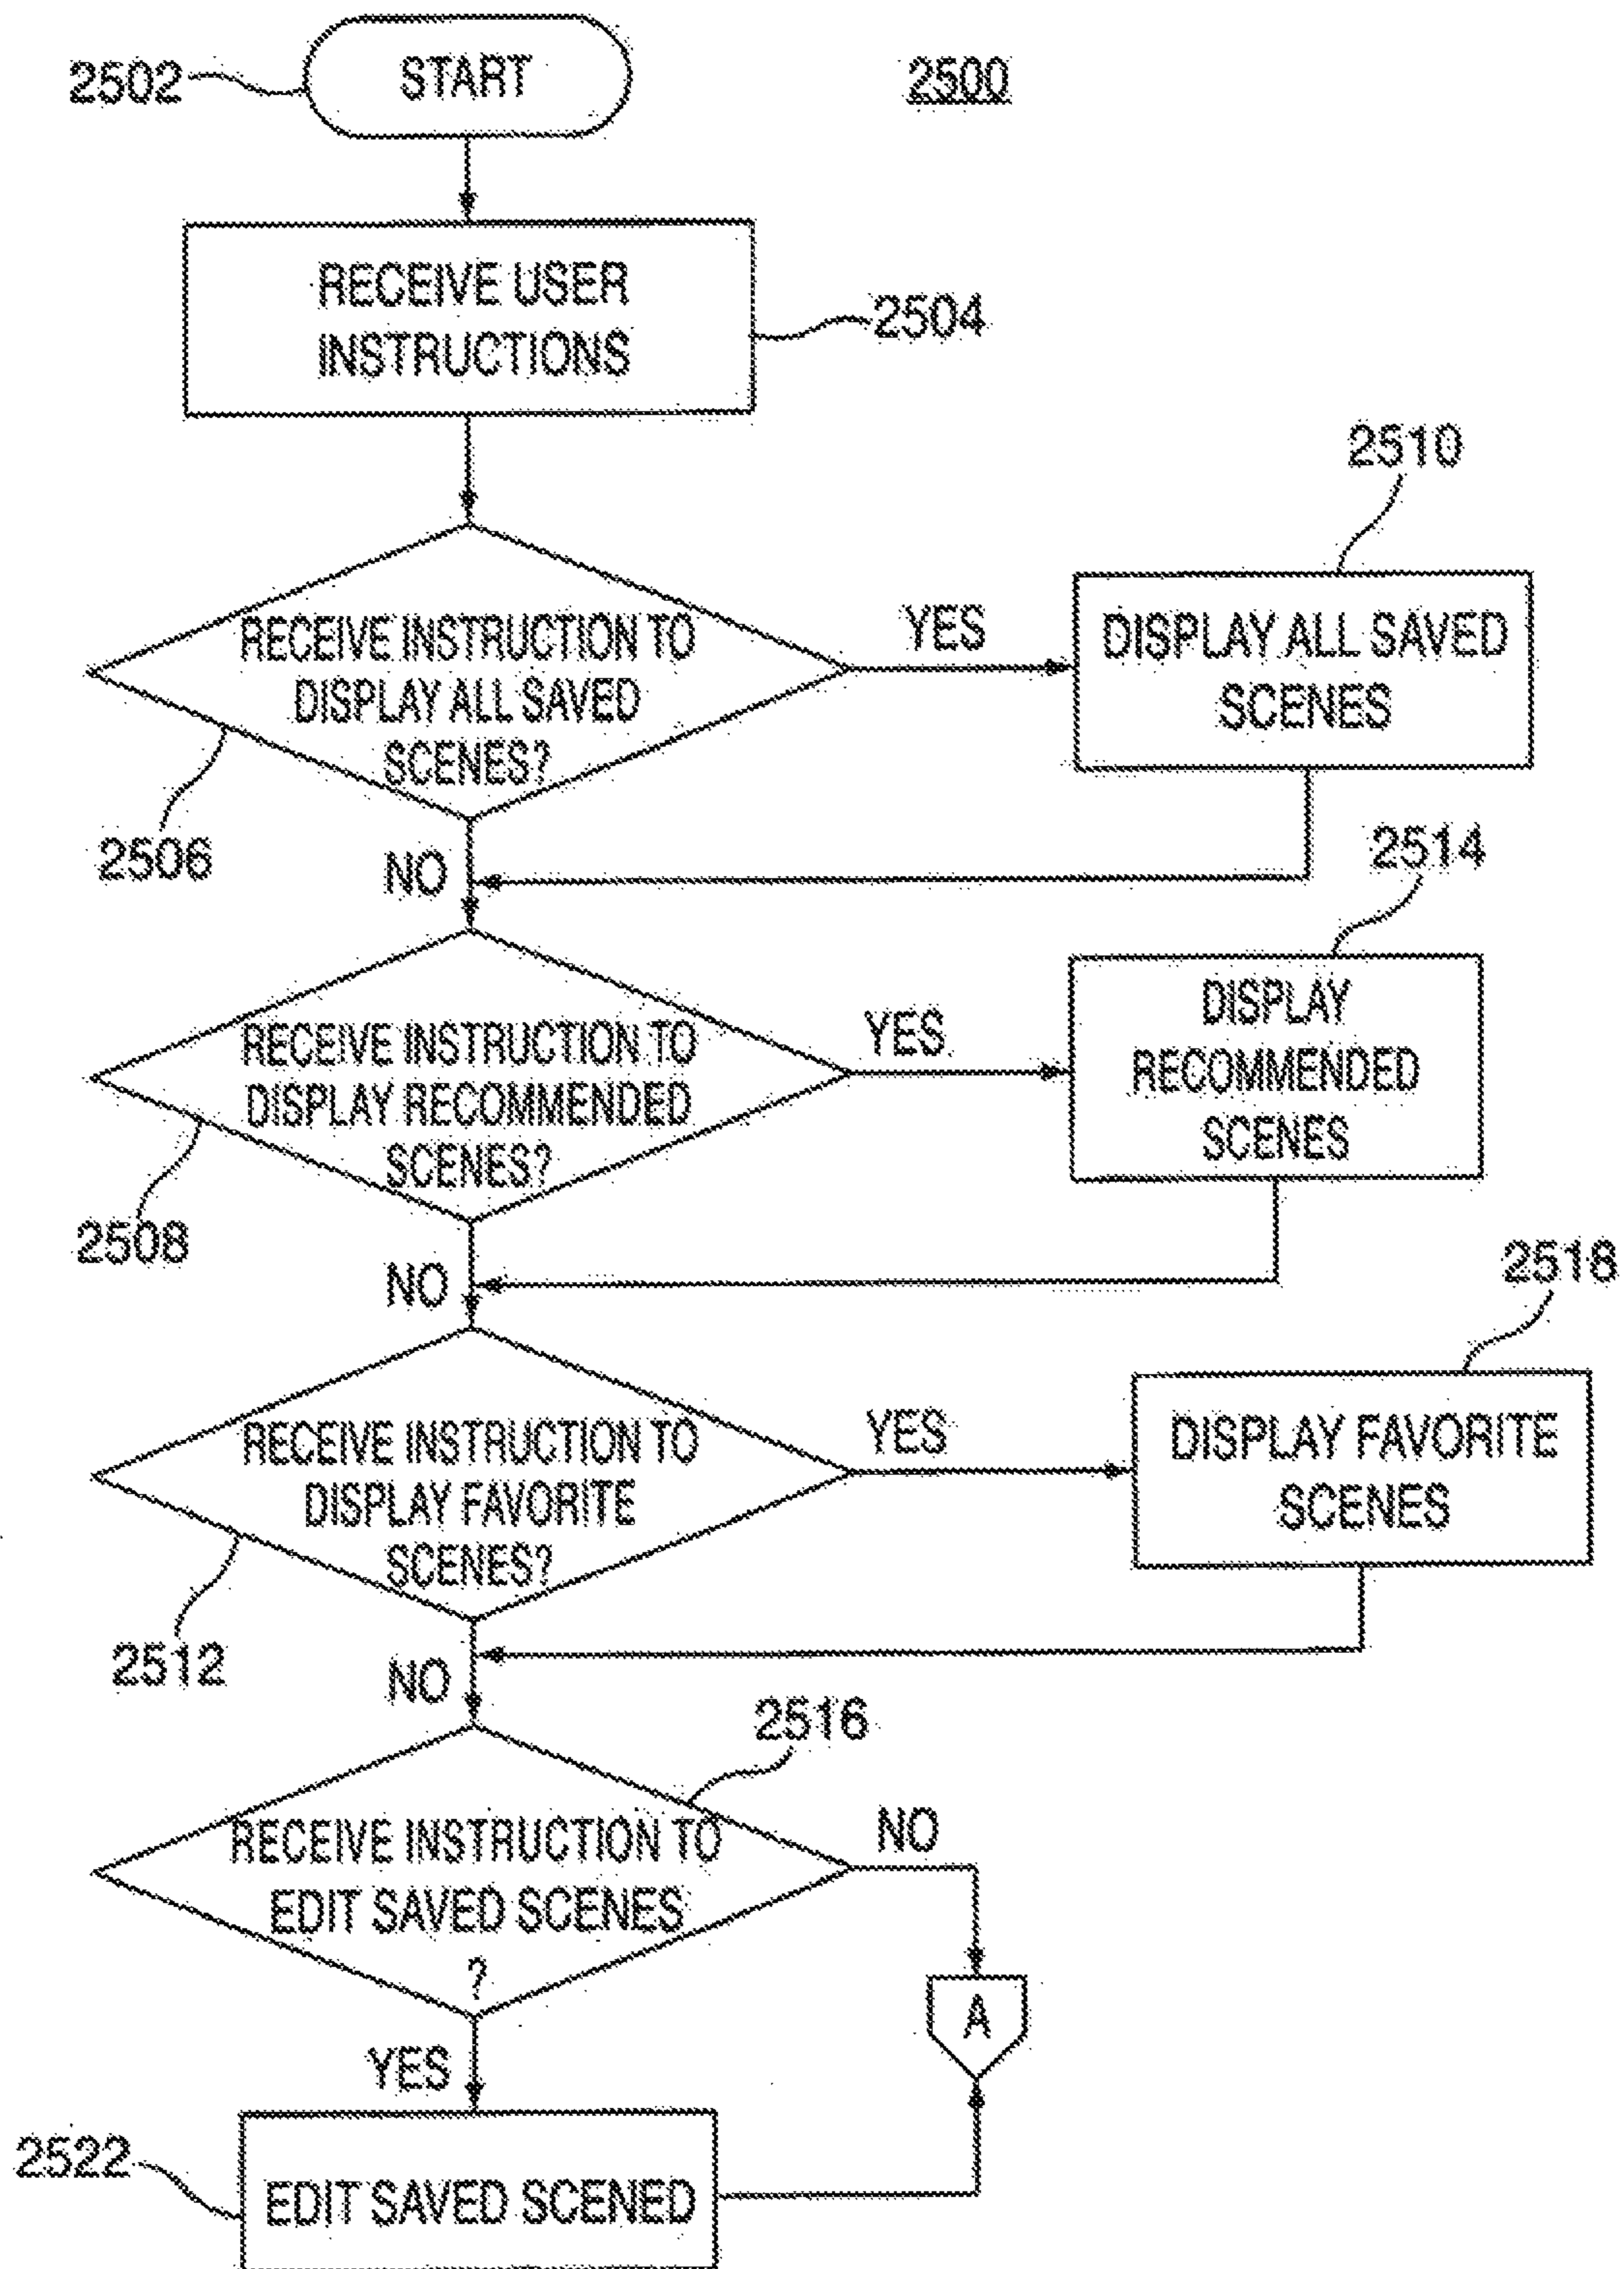 2502
START
2500
RECEIVE USER
INSTRUCTIONS
2504
2510
RECEIVE INSTRUCTION TO
DISPLAY ALL SAVED
SCENES?
YES
DISPLAY ALL SAVED
SCENES
2506
NO
2514
RECEIVE INSTRUCTION TO
DISPLAY RECOMMENDED
SCENES?
YES
DISPLAY
RECOMMENDED
SCENES
2508
NO
2518
RECEIVE INSTRUCTION TO
DISPLAY FAVORITE
SCENES?
YES
DISPLAY FAVORITE
SCENES
2512
NO
2516
RECEIVE INSTRUCTION TO
EDIT SAVED SCENES
?
NO
A
YES
2522
EDIT SAVED SCENED